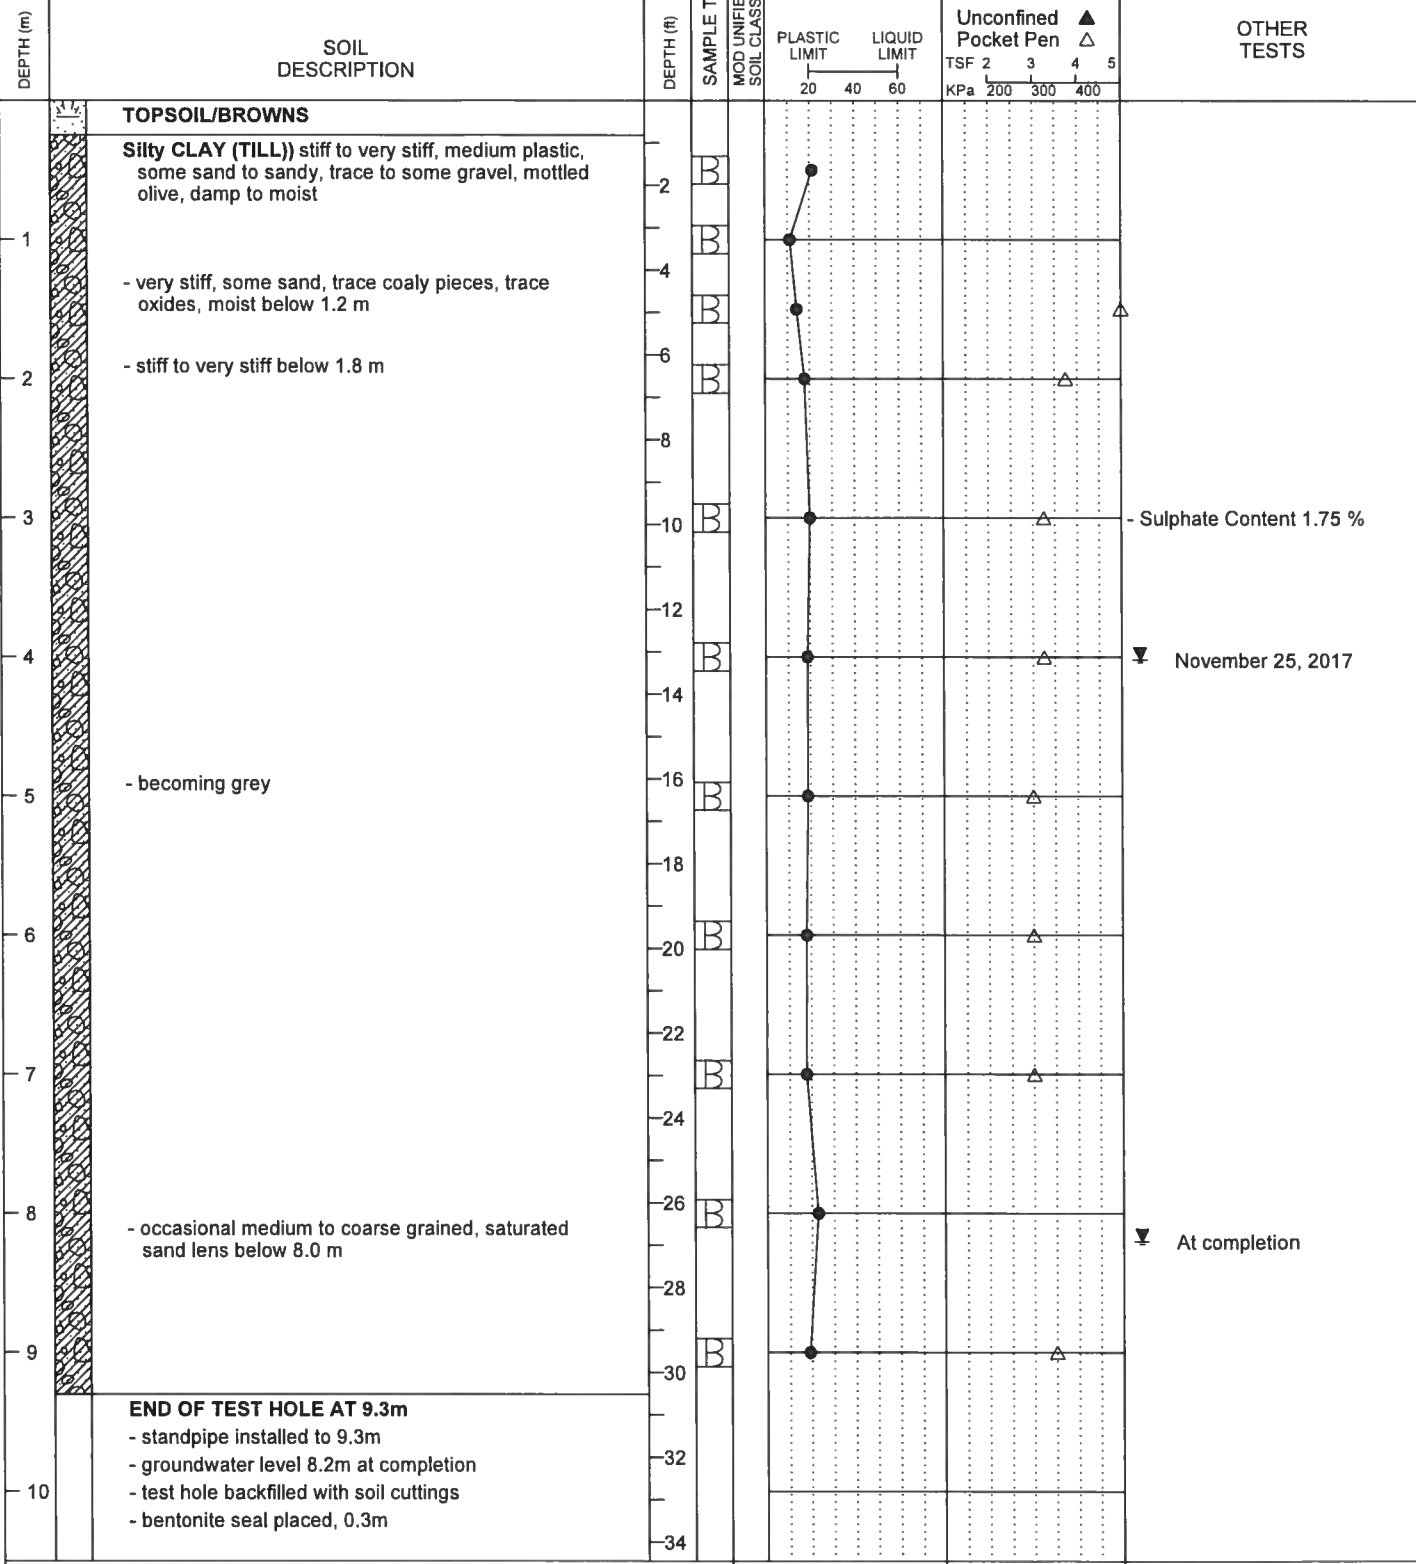 DEPTH (m)
SOIL
DESCRIPTION
DEPTH (ft)
SAMPLE T
MOD UNIFIE
SOIL CLASS
PLASTIC
LIMIT
LIQUID
LIMIT
20 40 60
Unconfined ▲
Pocket Pen △
TSF 2 3 4 5
KPa 200 300 400
OTHER
TESTS
TOPSOIL/BROWNS
Silty CLAY (TILL)) stiff to very stiff, medium plastic,
some sand to sandy, trace to some gravel, mottled
olive, damp to moist
2
B
1
B
4
- very stiff, some sand, trace coaly pieces, trace
oxides, moist below 1.2 m
B
6
- stiff to very stiff below 1.8 m
2
B
8
3
B
10
- Sulphate Content 1.75 %
12
4
B
November 25, 2017
14
16
- becoming grey
5
B
18
6
B
20
22
7
B
24
26
8
B
- occasional medium to coarse grained, saturated
sand lens below 8.0 m
At completion
28
9
B
30
END OF TEST HOLE AT 9.3m
- standpipe installed to 9.3m
- groundwater level 8.2m at completion
32
- test hole backfilled with soil cuttings
10
- bentonite seal placed, 0.3m
34